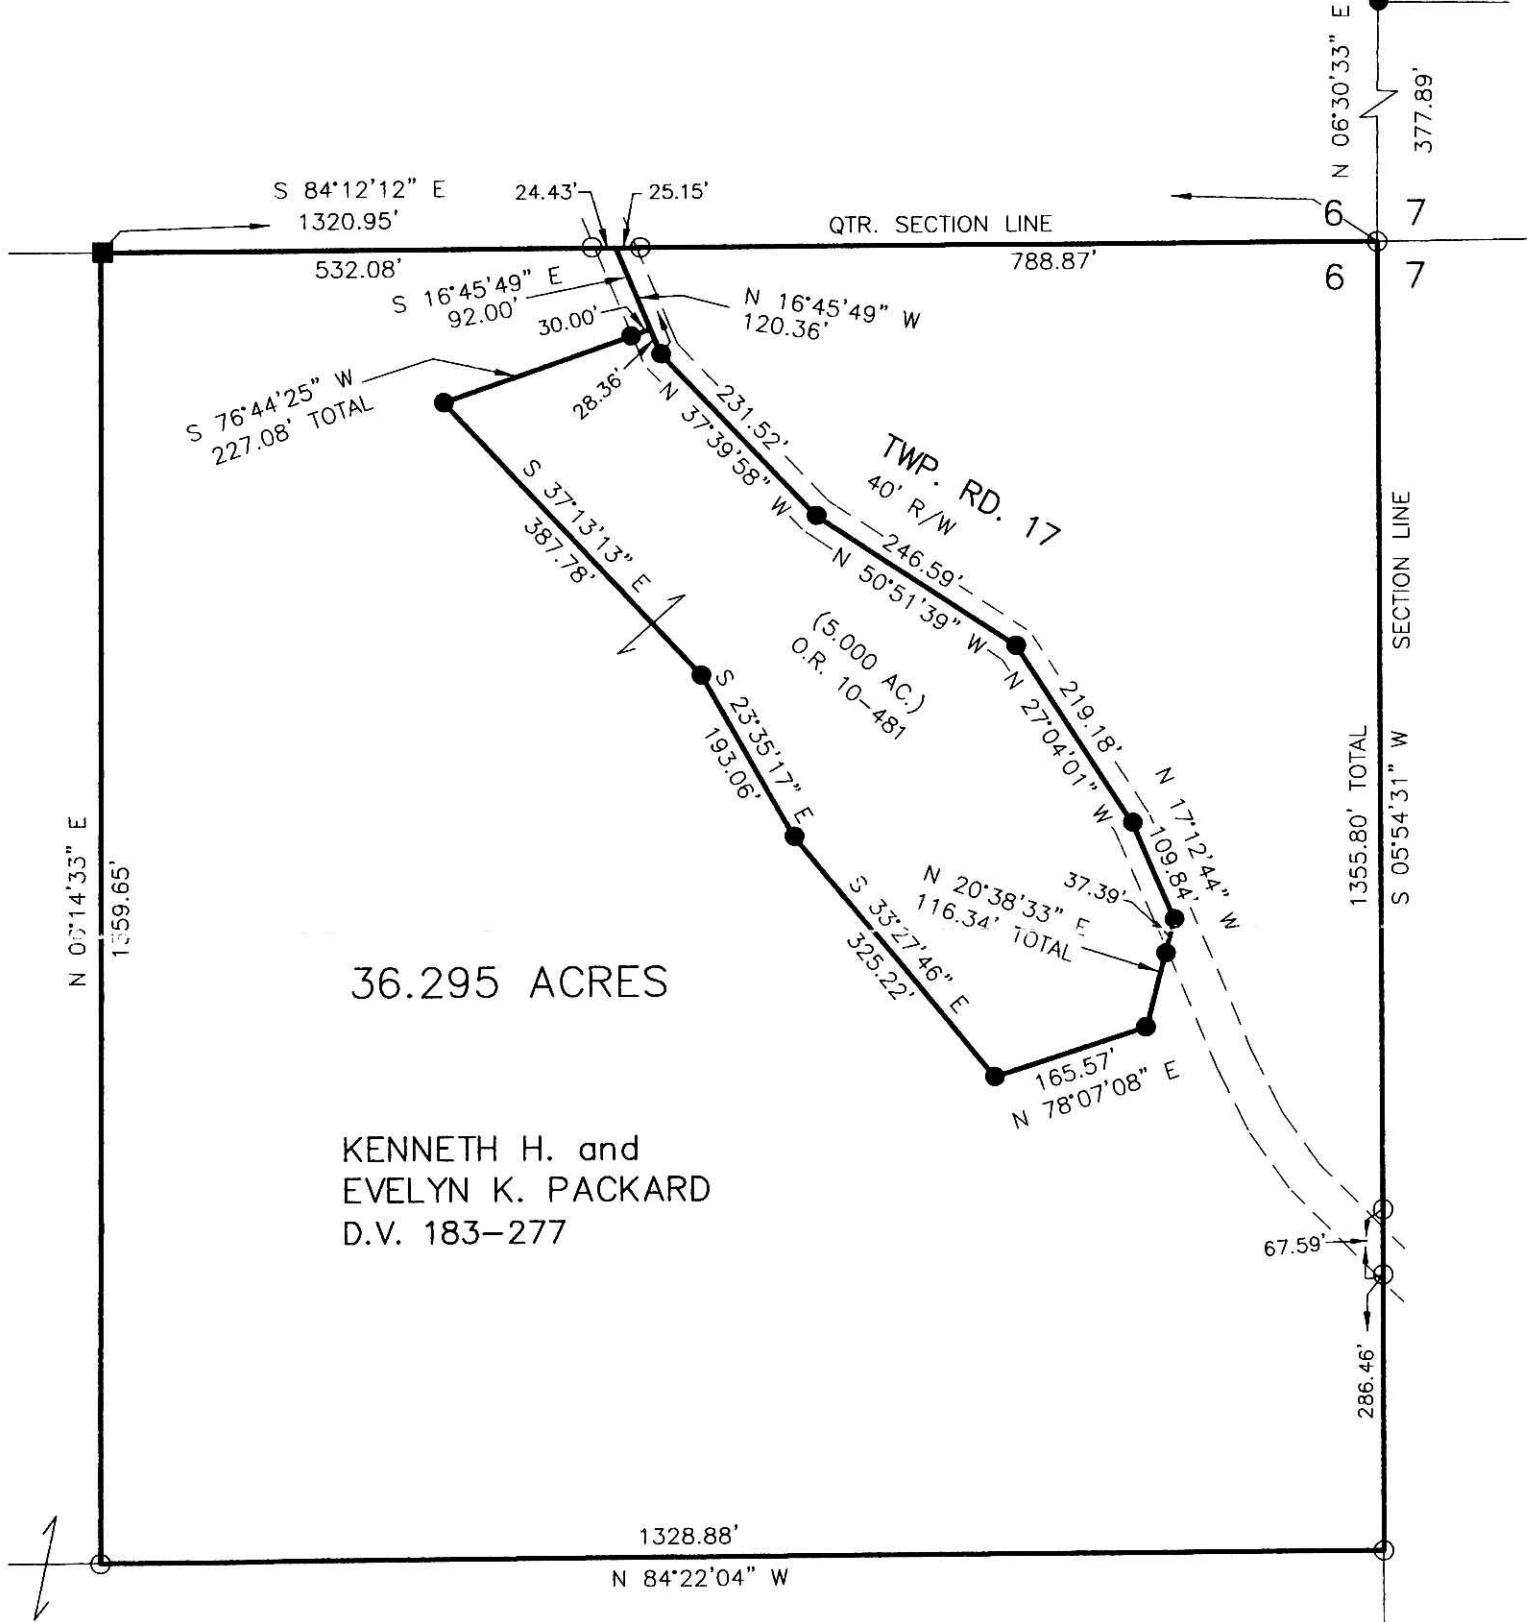 N 06°30'33" E
377.89'
S 84°12'12" E
1320.95'
24.43'
25.15'
QTR. SECTION LINE
6 7
6 7
532.08'
788.87'
S 16°45'49" E
92.00'
30.00'
N 16°45'49" W
120.36'
S 76°44'25" W
227.08' TOTAL
28.36'
231.52'
N 37°39'58" W
TWP. RD. 17
40' R/W
S 37°13'13" E
387.78'
246.59'
N 50°51'39" W
SECTION LINE
(5.000 AC.)
O.R. 10-481
219.18'
N 27°04'01" W
S 23°35'17" E
193.06'
N 17°12'44" W
109.84'
1355.80' TOTAL
S 05°54'31" W
N 06°14'33" E
1359.65'
N 20°38'33" E
116.34' TOTAL
37.39'
S 33°27'46" E
325.22'
36.295 ACRES
165.57'
N 78°07'08" E
KENNETH H. and
EVELYN K. PACKARD
D.V. 183-277
67.59'
286.46'
1328.88'
N 84°22'04" W